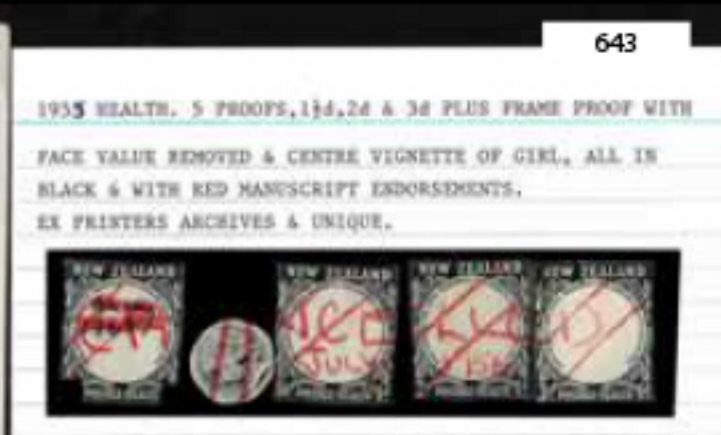 643
1955 HEALTH. 5 PROOFS,1½d,2d & 3d PLUS FRAME PROOF WITH
FACE VALUE REMOVED & CENTRE VIGNETTE OF GIRL, ALL IN
BLACK & WITH RED MANUSCRIPT ENDORSEMENTS.
EX PRINTERS ARCHIVES & UNIQUE.
NEW ZEALAND NEW ZEALAND NEW ZEALAND NEW ZEALAND
JULY